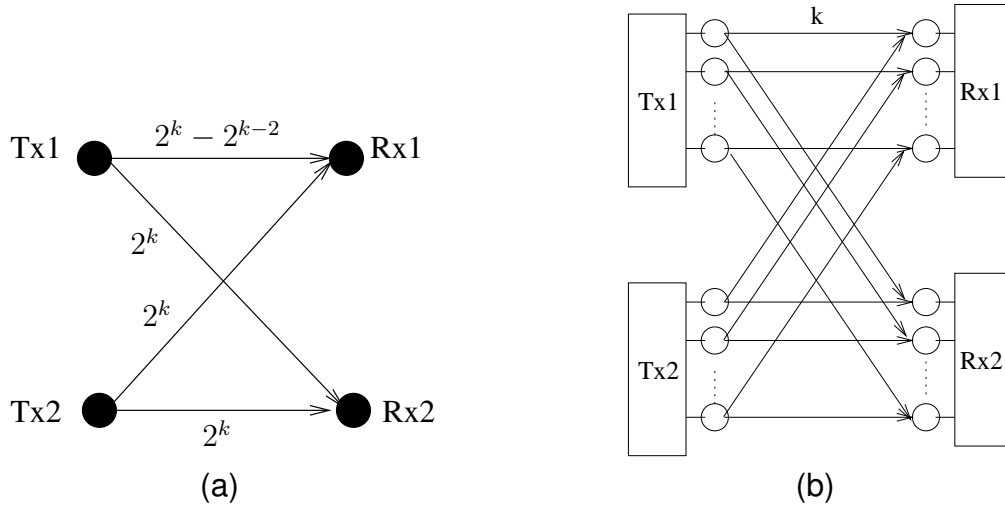 Tx1
2^k − 2^{k−2}
Rx1
2^k
2^k
Tx2
2^k
Rx2
(a)
k
Tx1
Rx1
Tx2
Rx2
(b)